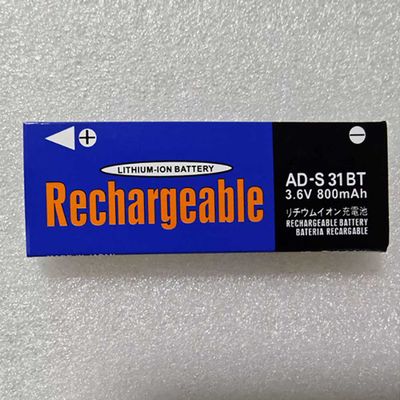 LITHIUM-ION BATTERY
Rechargeable
AD-S31BT
3.6V 800mAh
リチウムイオン充電池
RECHARGEABLE BATTERY
BATERIA RECARGABLE